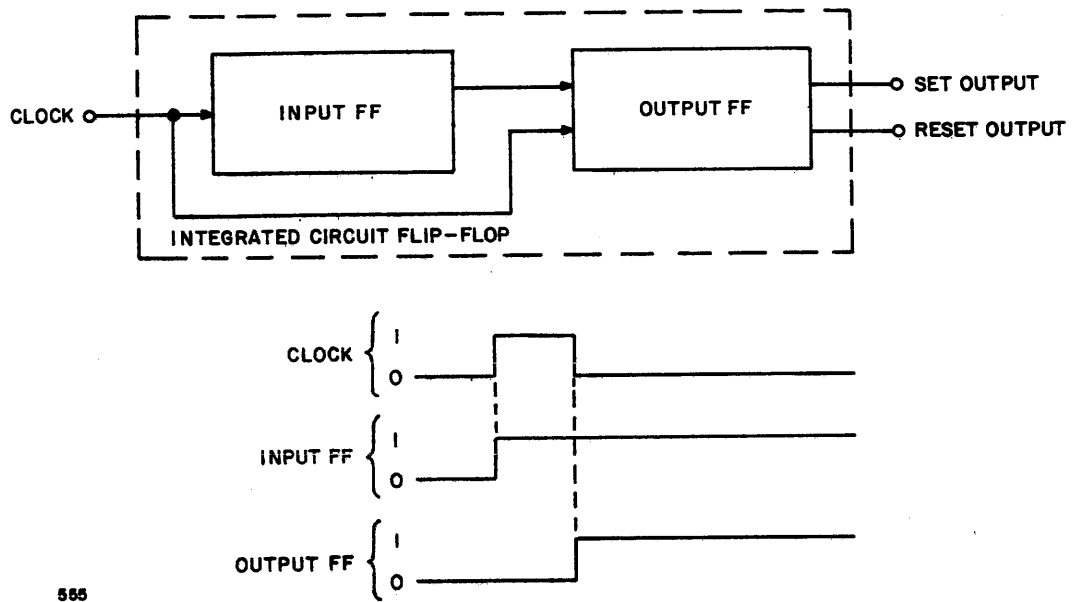 CLOCK
INPUT FF
OUTPUT FF
SET OUTPUT
RESET OUTPUT
INTEGRATED CIRCUIT FLIP-FLOP
CLOCK
1
0
INPUT FF
1
0
OUTPUT FF
1
0
555